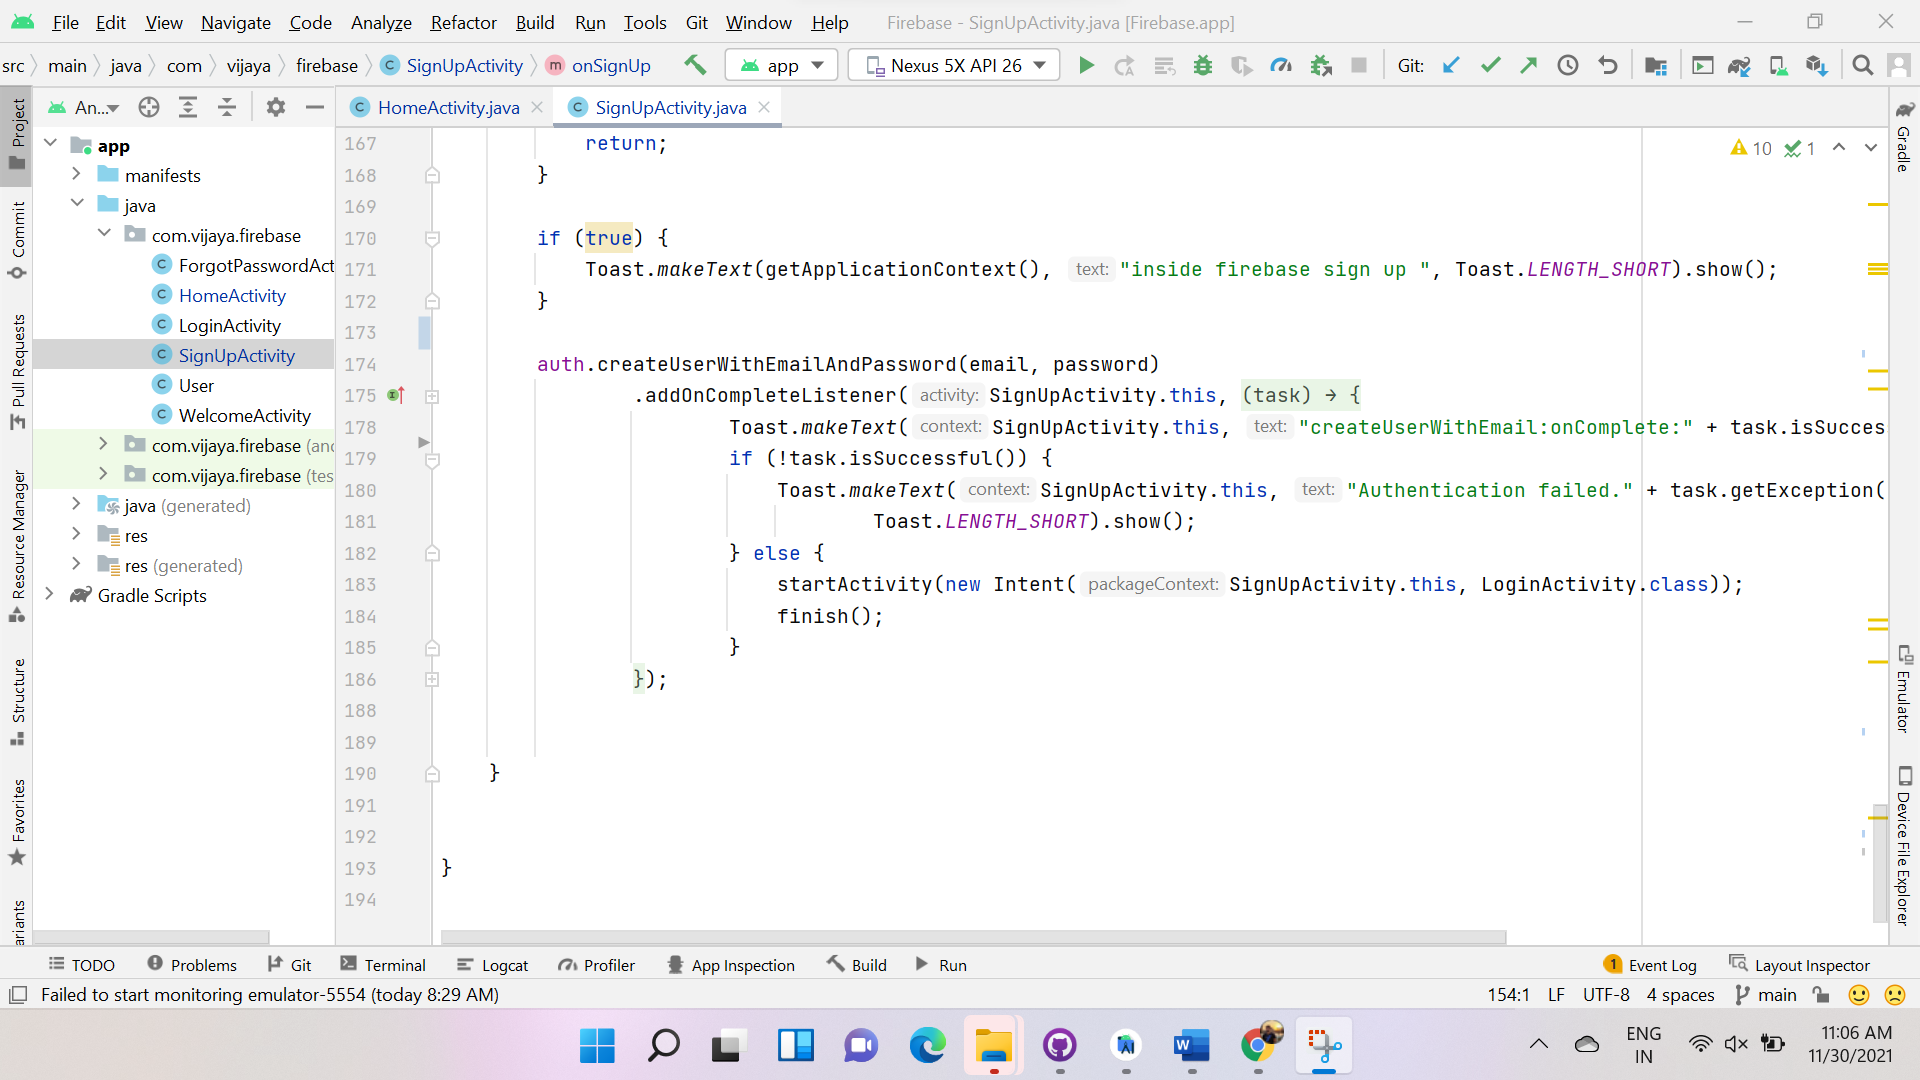 File Edit View Navigate Code Analyze Refactor Build Run Tools Git Window Help Firebase - SignUpActivity.java [Firebase.app]
src main java com vijaya firebase SignUpActivity onSignUp app Nexus 5X API 26 Git:
An... HomeActivity.java SignUpActivity.java
Project
Commit
Pull Requests
Resource Manager
Structure
Favorites
app
manifests
java
com.vijaya.firebase
ForgotPasswordAct
HomeActivity
LoginActivity
SignUpActivity
User
WelcomeActivity
com.vijaya.firebase (and
com.vijaya.firebase (tes
java (generated)
res
res (generated)
Gradle Scripts
10 1
167 return;
168 }
169
170 if (true) {
171 Toast.makeText(getApplicationContext(), text: "inside firebase sign up ", Toast.LENGTH_SHORT).show();
172 }
173
174 auth.createUserWithEmailAndPassword(email, password)
175 .addOnCompleteListener( activity: SignUpActivity.this, (task) → {
178 Toast.makeText( context: SignUpActivity.this, text: "createUserWithEmail:onComplete:" + task.isSucces
179 if (!task.isSuccessful()) {
180 Toast.makeText( context: SignUpActivity.this, text: "Authentication failed." + task.getException(
181 Toast.LENGTH_SHORT).show();
182 } else {
183 startActivity(new Intent( packageContext: SignUpActivity.this, LoginActivity.class));
184 finish();
185 }
186 });
188
189
190 }
191
192
193 }
194
Gradle
Emulator
Device File Explorer
TODO Problems Git Terminal Logcat Profiler App Inspection Build Run 1 Event Log Layout Inspector
Failed to start monitoring emulator-5554 (today 8:29 AM) 154:1 LF UTF-8 4 spaces main
ENG
IN
11:06 AM
11/30/2021